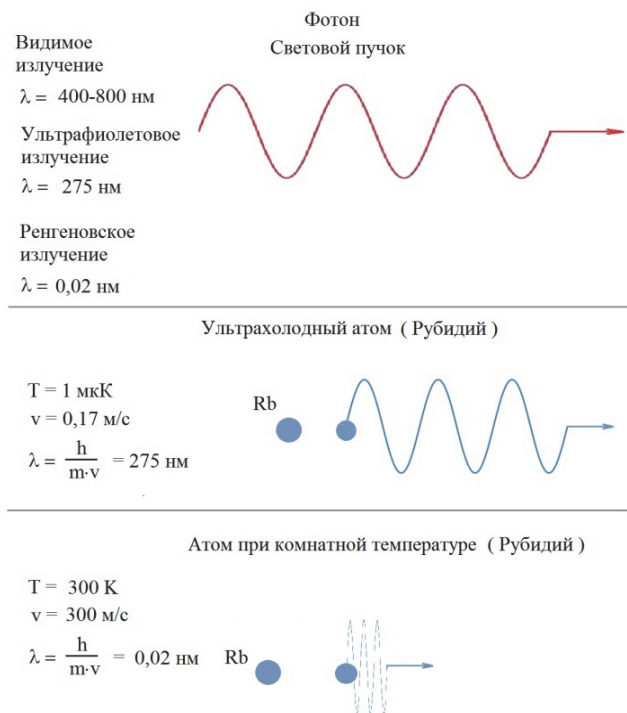 Фотон
Световой пучок
Видимое
излучение
λ = 400-800 нм
Ультрафиолетовое
излучение
λ = 275 нм
Ренгеновское
излучение
λ = 0,02 нм
Ультрахолодный атом ( Рубидий )
T = 1 мкК
v = 0,17 м/с
λ = h/m·v = 275 нм
Rb
Атом при комнатной температуре ( Рубидий )
T = 300 K
v = 300 м/с
λ = h/m·v = 0,02 нм
Rb